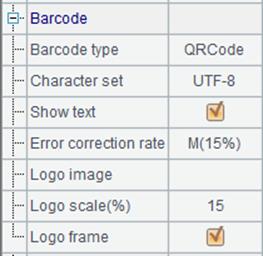 Barcode
Barcode type QRCode
Character set UTF-8
Show text
Error correction rate M(15%)
Logo image
Logo scale(%) 15
Logo frame